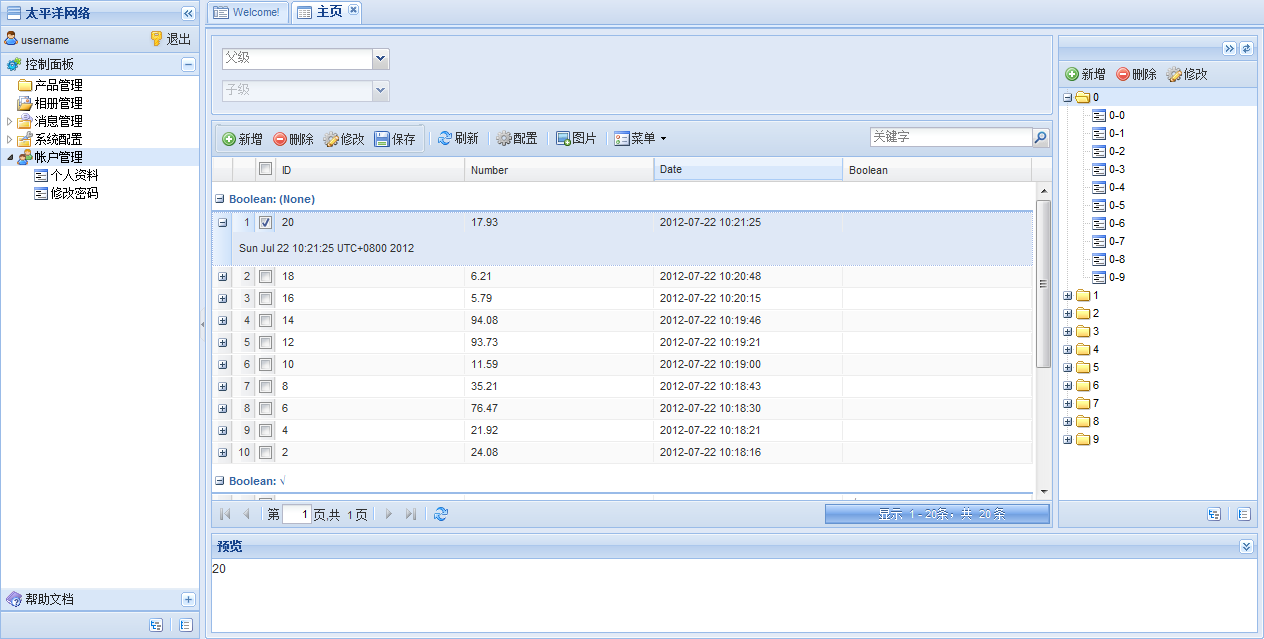 太平洋网络
username 退出
控制面板
产品管理
相册管理
消息管理
系统配置
帐户管理
个人资料
修改密码
帮助文档
Welcome! 主页
父级
子级
新增 删除 修改 保存 刷新 配置 图片 菜单 关键字
ID Number Date Boolean
Boolean: (None)
1 20 17.93 2012-07-22 10:21:25
Sun Jul 22 10:21:25 UTC+0800 2012
2 18 6.21 2012-07-22 10:20:48
3 16 5.79 2012-07-22 10:20:15
4 14 94.08 2012-07-22 10:19:46
5 12 93.73 2012-07-22 10:19:21
6 10 11.59 2012-07-22 10:19:00
7 8 35.21 2012-07-22 10:18:43
8 6 76.47 2012-07-22 10:18:30
9 4 21.92 2012-07-22 10:18:21
10 2 24.08 2012-07-22 10:18:16
Boolean: √
第 1 页,共 1 页 显示 1 - 20条，共 20 条
预览
20
新增 删除 修改
0
0-0
0-1
0-2
0-3
0-4
0-5
0-6
0-7
0-8
0-9
1
2
3
4
5
6
7
8
9